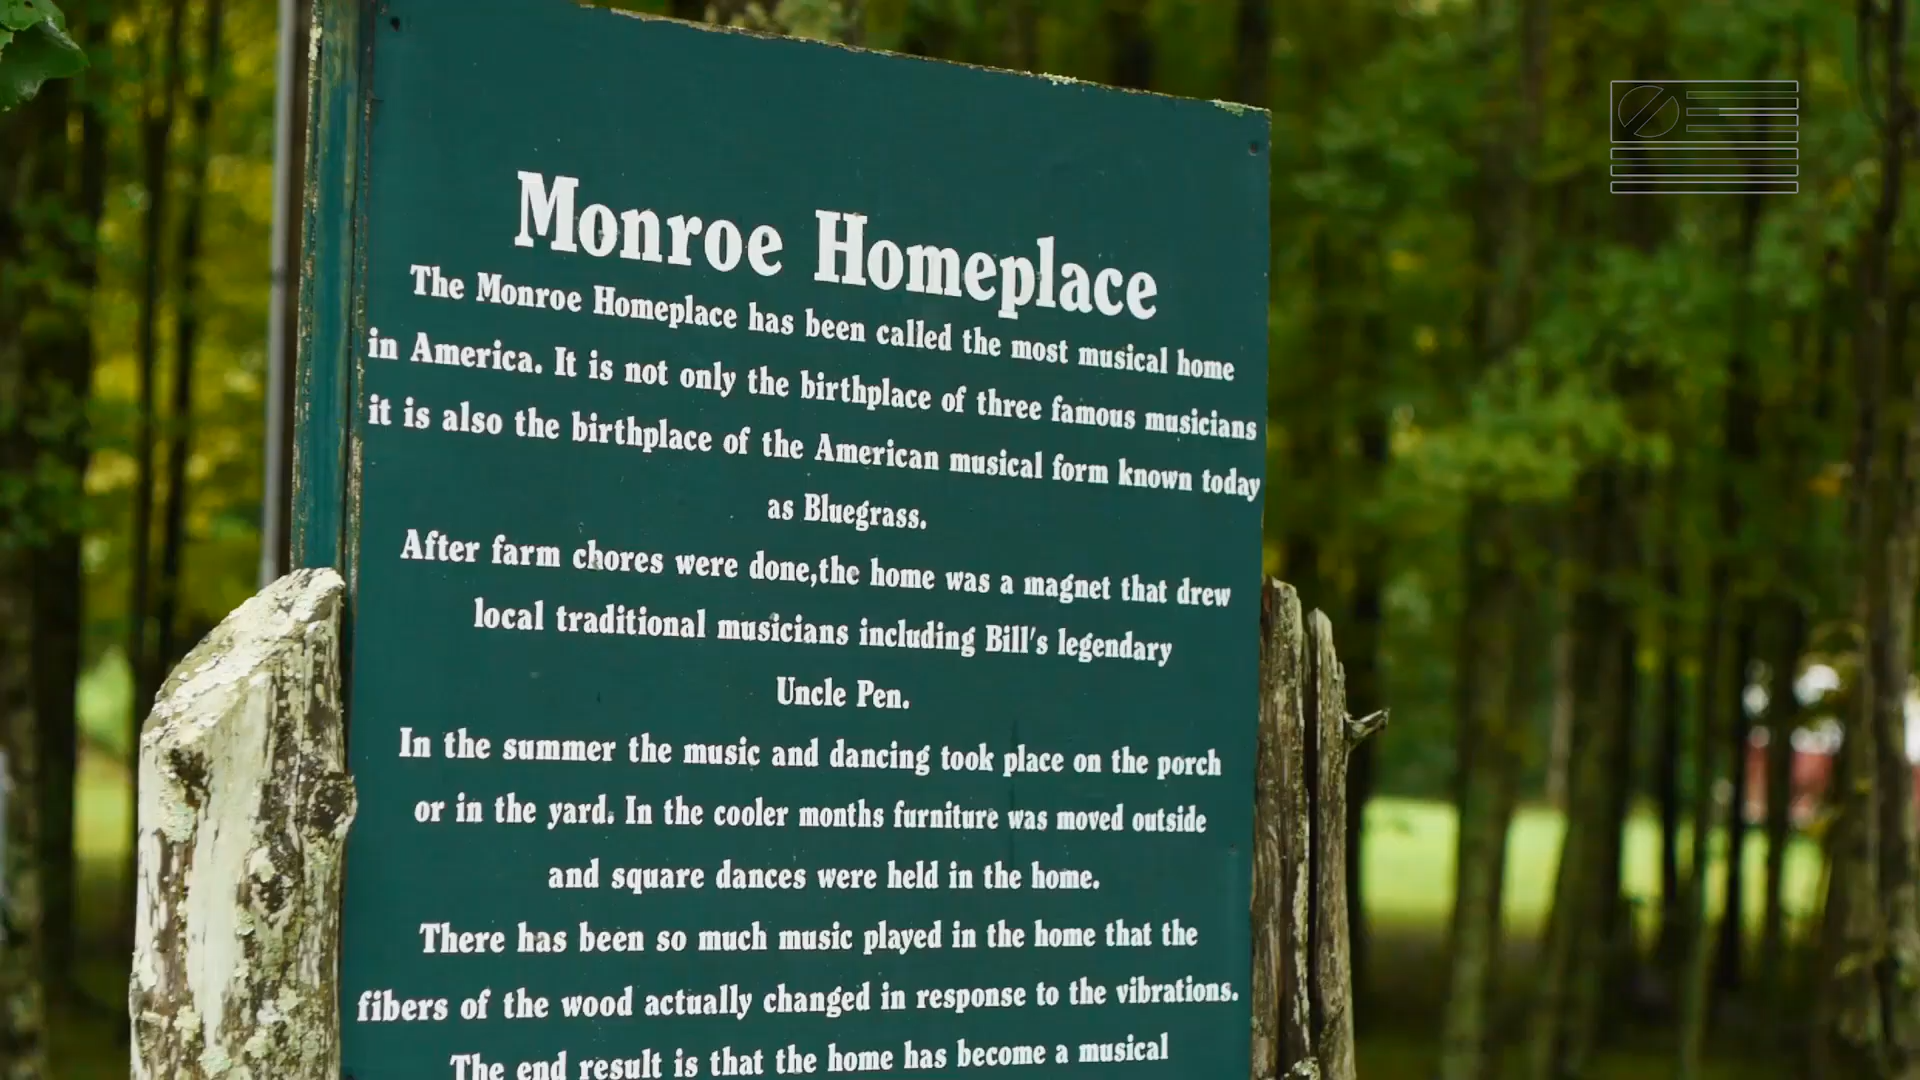 Monroe Homeplace
The Monroe Homeplace has been called the most musical home
in America. It is not only the birthplace of three famous musicians
it is also the birthplace of the American musical form known today
as Bluegrass.
After farm chores were done,the home was a magnet that drew
local traditional musicians including Bill's legendary
Uncle Pen.
In the summer the music and dancing took place on the porch
or in the yard. In the cooler months furniture was moved outside
and square dances were held in the home.
There has been so much music played in the home that the
fibers of the wood actually changed in response to the vibrations.
The end result is that the home has become a musical